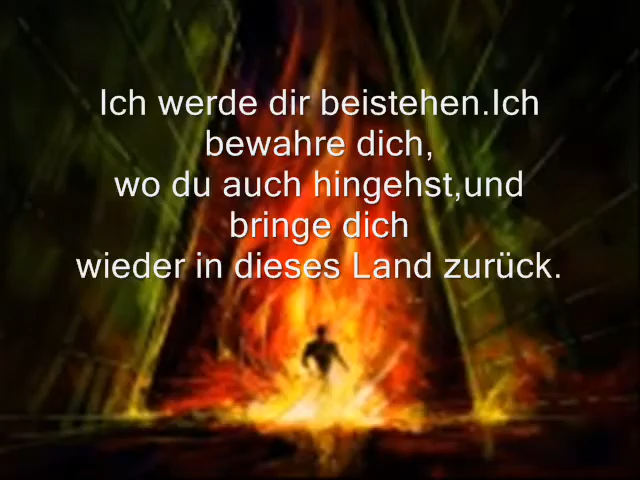 Ich werde dir beistehen.Ich
bewahre dich,
wo du auch hingehst,und
bringe dich
wieder in dieses Land zurück.